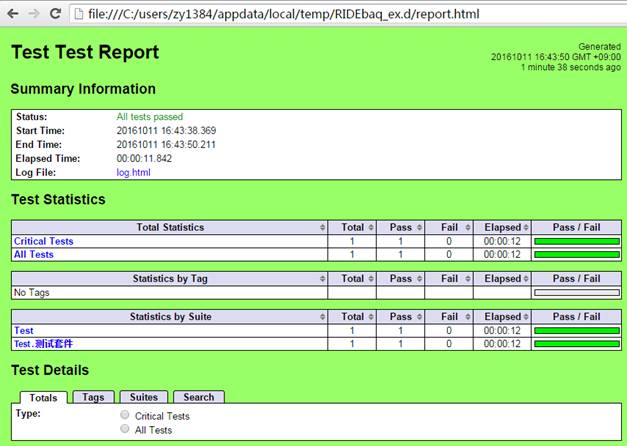 file:///C:/users/zy1384/appdata/local/temp/RIDEbaq_ex.d/report.html
Test Test Report
Generated
20161011 16:43:50 GMT +09:00
1 minute 38 seconds ago
Summary Information
Status: All tests passed
Start Time: 20161011 16:43:38.369
End Time: 20161011 16:43:50.211
Elapsed Time: 00:00:11.842
Log File: log.html
Test Statistics
Total Statistics Total Pass Fail Elapsed Pass / Fail
Critical Tests 1 1 0 00:00:12
All Tests 1 1 0 00:00:12
Statistics by Tag Total Pass Fail Elapsed Pass / Fail
No Tags
Statistics by Suite Total Pass Fail Elapsed Pass / Fail
Test 1 1 0 00:00:12
Test.测试套件 1 1 0 00:00:12
Test Details
Totals Tags Suites Search
Type: Critical Tests
All Tests